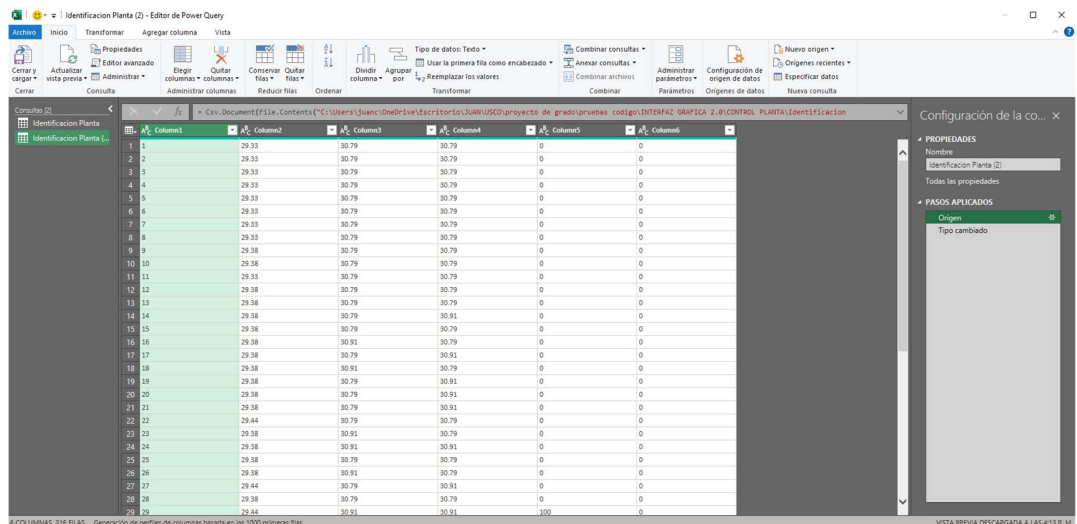 Identificacion Planta (2) - Editor de Power Query
Archivo Inicio Transformar Agregar columna Vista
Cerrar y cargar
Actualizar vista previa
Propiedades
Editor avanzado
Administrar
Elegir columnas
Quitar columnas
Conservar filas
Quitar filas
Dividir columna
Agrupar por
Tipo de datos: Texto
Usar la primera fila como encabezado
Reemplazar los valores
Combinar consultas
Anexar consultas
Combinar archivos
Administrar parámetros
Configuración de origen de datos
Nuevo origen
Orígenes recientes
Especificar datos
Cerrar Consulta Administrar columnas Reducir filas Ordenar Transformar Combinar Parámetros Orígenes de datos Nueva consulta
Consultas [2]
Identificacion Planta
Identificacion Planta (...
fx = Csv.Document(File.Contents("C:\Users\juanc\OneDrive\Escritorio\JUAN\USCO\proyecto de grado\pruebas codigo\INTERFAZ GRAFICA 2.0\CONTROL PLANTA\Identificacion
Column1 Column2 Column3 Column4 Column5 Column6
1 1 29.33 30.79 30.79 0 0
2 2 29.33 30.79 30.79 0 0
3 3 29.33 30.79 30.79 0 0
4 4 29.33 30.79 30.79 0 0
5 5 29.33 30.79 30.79 0 0
6 6 29.33 30.79 30.79 0 0
7 7 29.33 30.79 30.79 0 0
8 8 29.33 30.79 30.79 0 0
9 9 29.38 30.79 30.79 0 0
10 10 29.38 30.79 30.79 0 0
11 11 29.33 30.79 30.79 0 0
12 12 29.38 30.79 30.79 0 0
13 13 29.38 30.79 30.79 0 0
14 14 29.38 30.79 30.91 0 0
15 15 29.38 30.79 30.79 0 0
16 16 29.38 30.91 30.79 0 0
17 17 29.38 30.79 30.91 0 0
18 18 29.38 30.91 30.79 0 0
19 19 29.38 30.79 30.91 0 0
20 20 29.38 30.79 30.91 0 0
21 21 29.38 30.79 30.91 0 0
22 22 29.44 30.79 30.79 0 0
23 23 29.38 30.91 30.79 0 0
24 24 29.38 30.91 30.91 0 0
25 25 29.38 30.79 30.79 0 0
26 26 29.38 30.91 30.79 0 0
27 27 29.44 30.79 30.91 0 0
28 28 29.38 30.79 30.79 0 0
29 29 29.44 30.91 30.91 100 0
Configuración de la co...
PROPIEDADES
Nombre
Identificacion Planta (2)
Todas las propiedades
PASOS APLICADOS
Origen
Tipo cambiado
6 COLUMNAS, 316 FILAS Generación de perfiles de columnas basada en las 1000 primeras filas
VISTA PREVIA DESCARGADA A LAS 4:13 P. M.